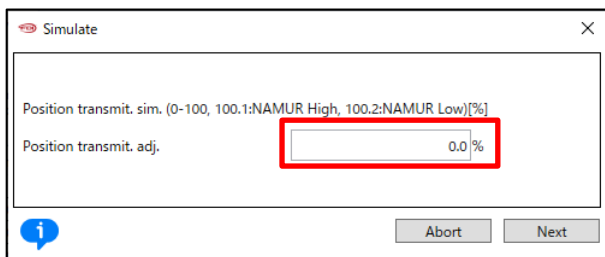 Simulate
Position transmit. sim. (0-100, 100.1:NAMUR High, 100.2:NAMUR Low)[%]
Position transmit. adj. 0.0 %
Abort Next